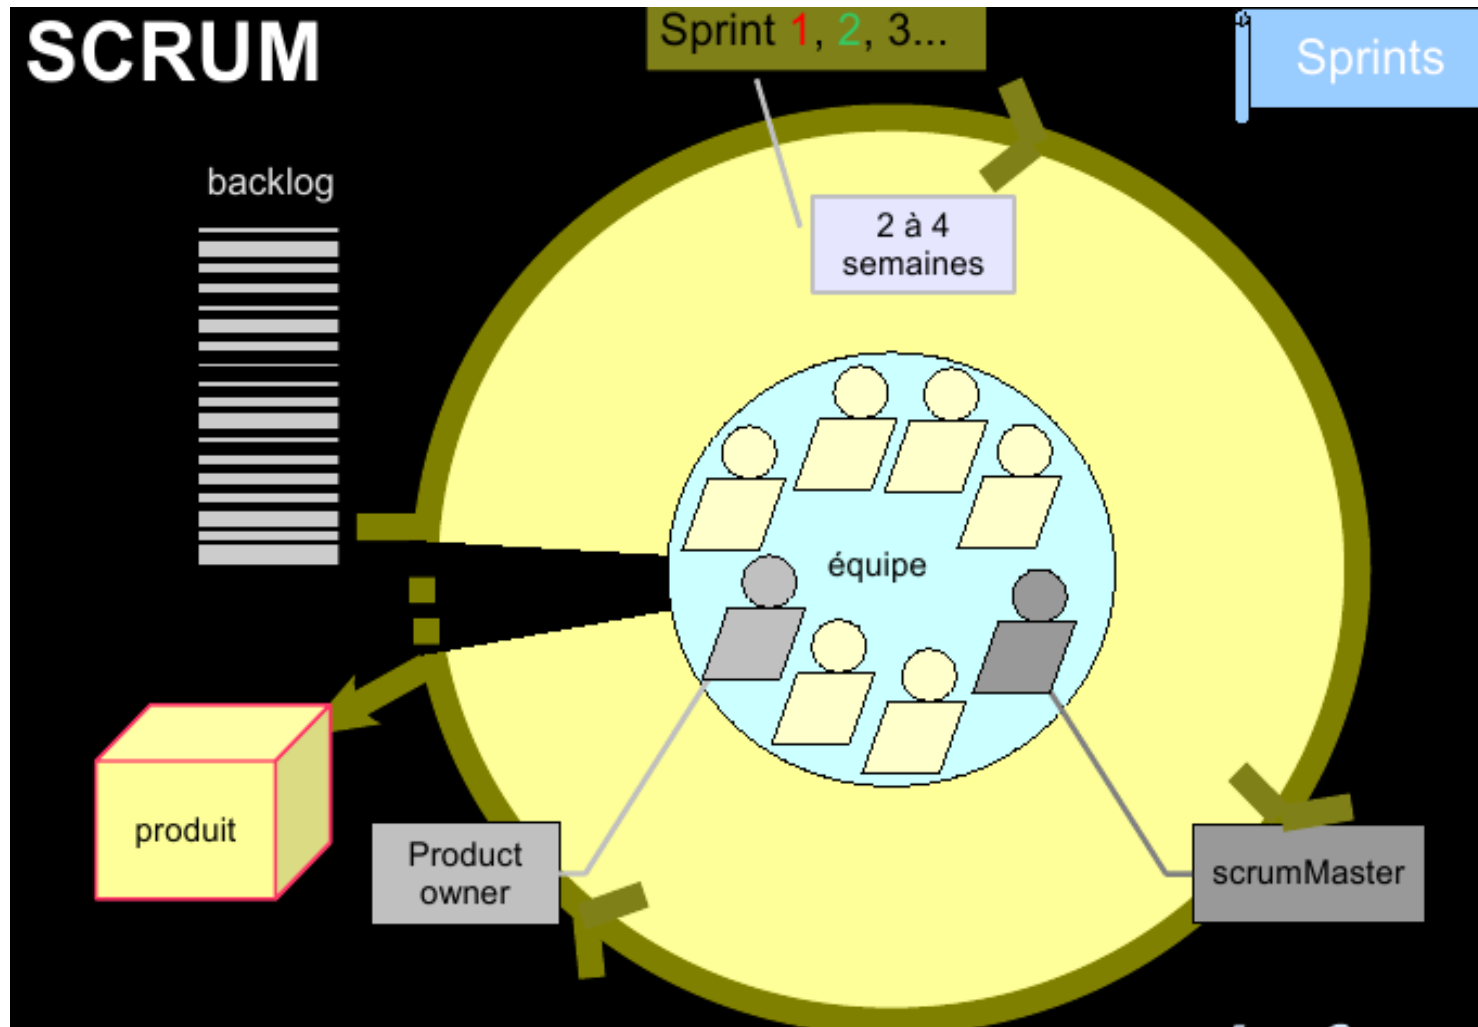 SCRUM
Sprint 1, 2, 3...
Sprints
backlog
2 à 4
semaines
équipe
produit
Product
owner
scrumMaster